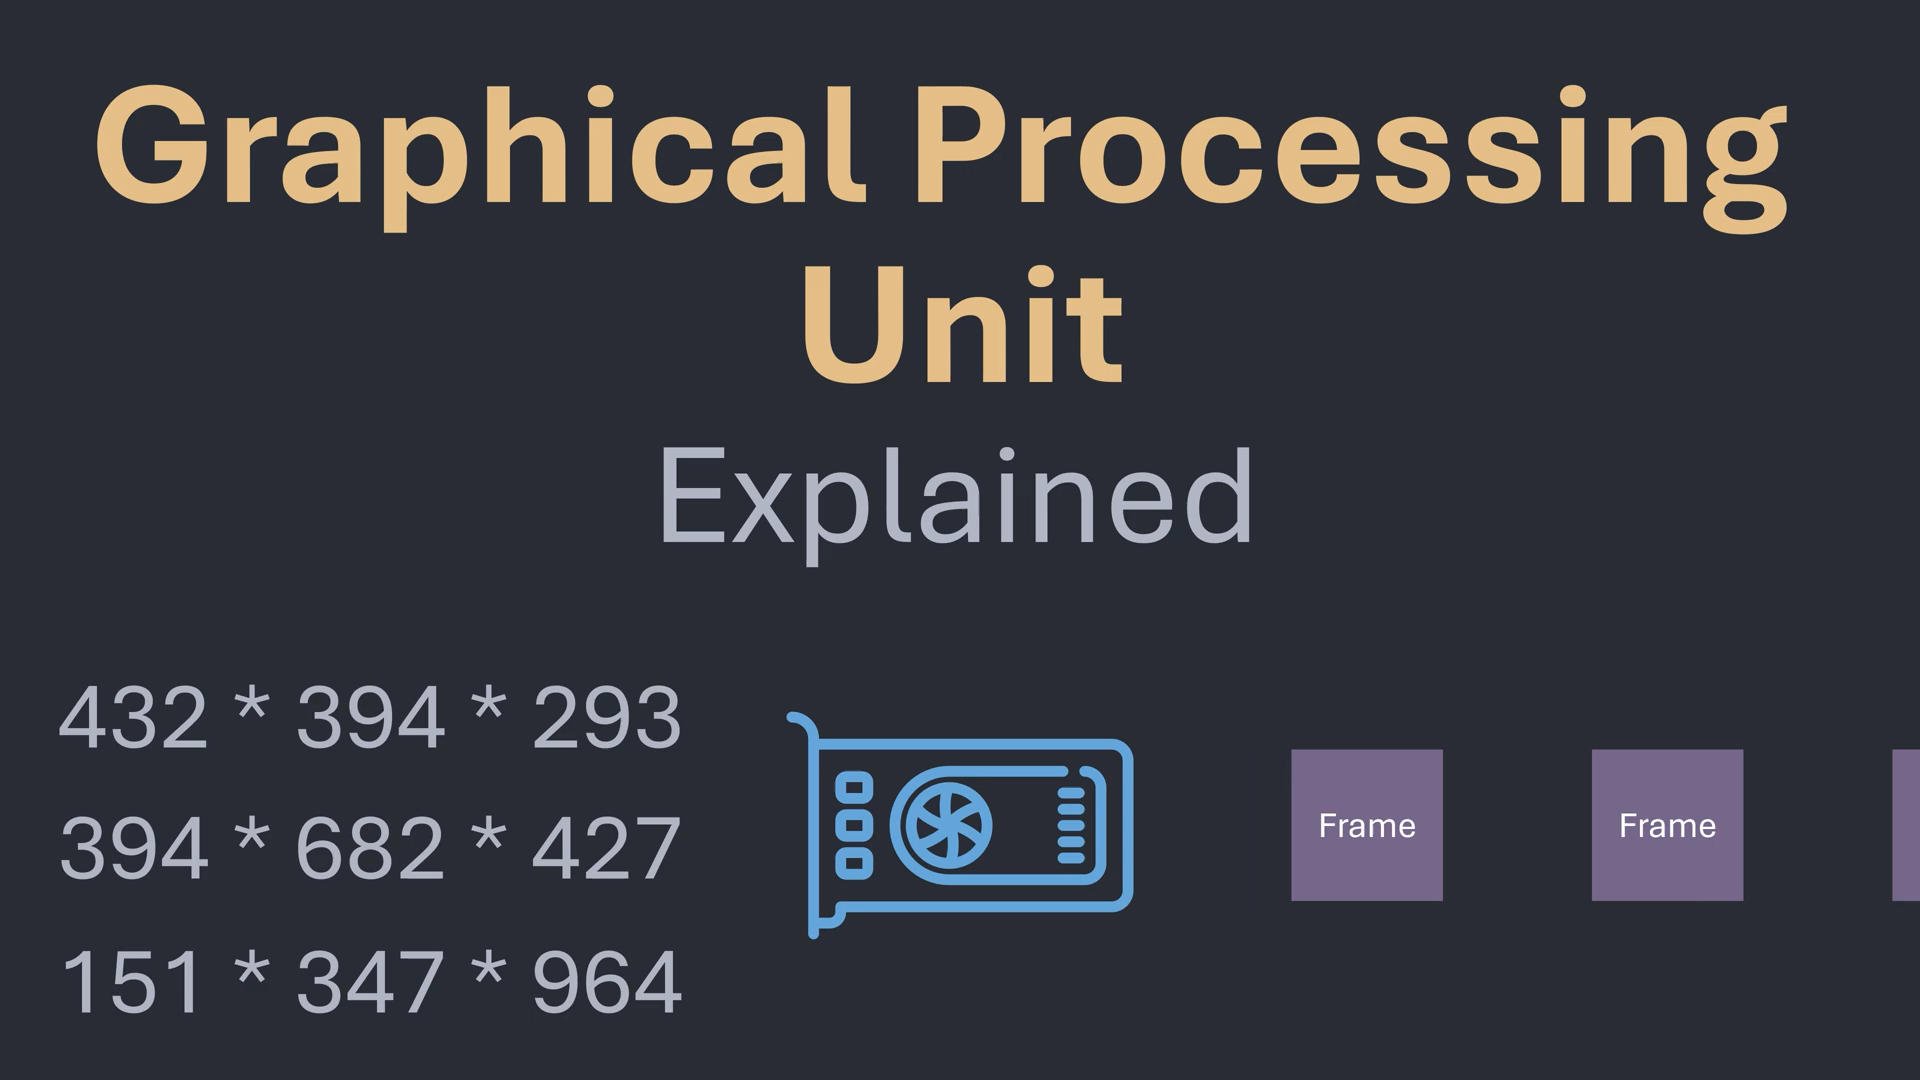 Graphical Processing
Unit
Explained
432 * 394 * 293
394 * 682 * 427
151 * 347 * 964
Frame
Frame